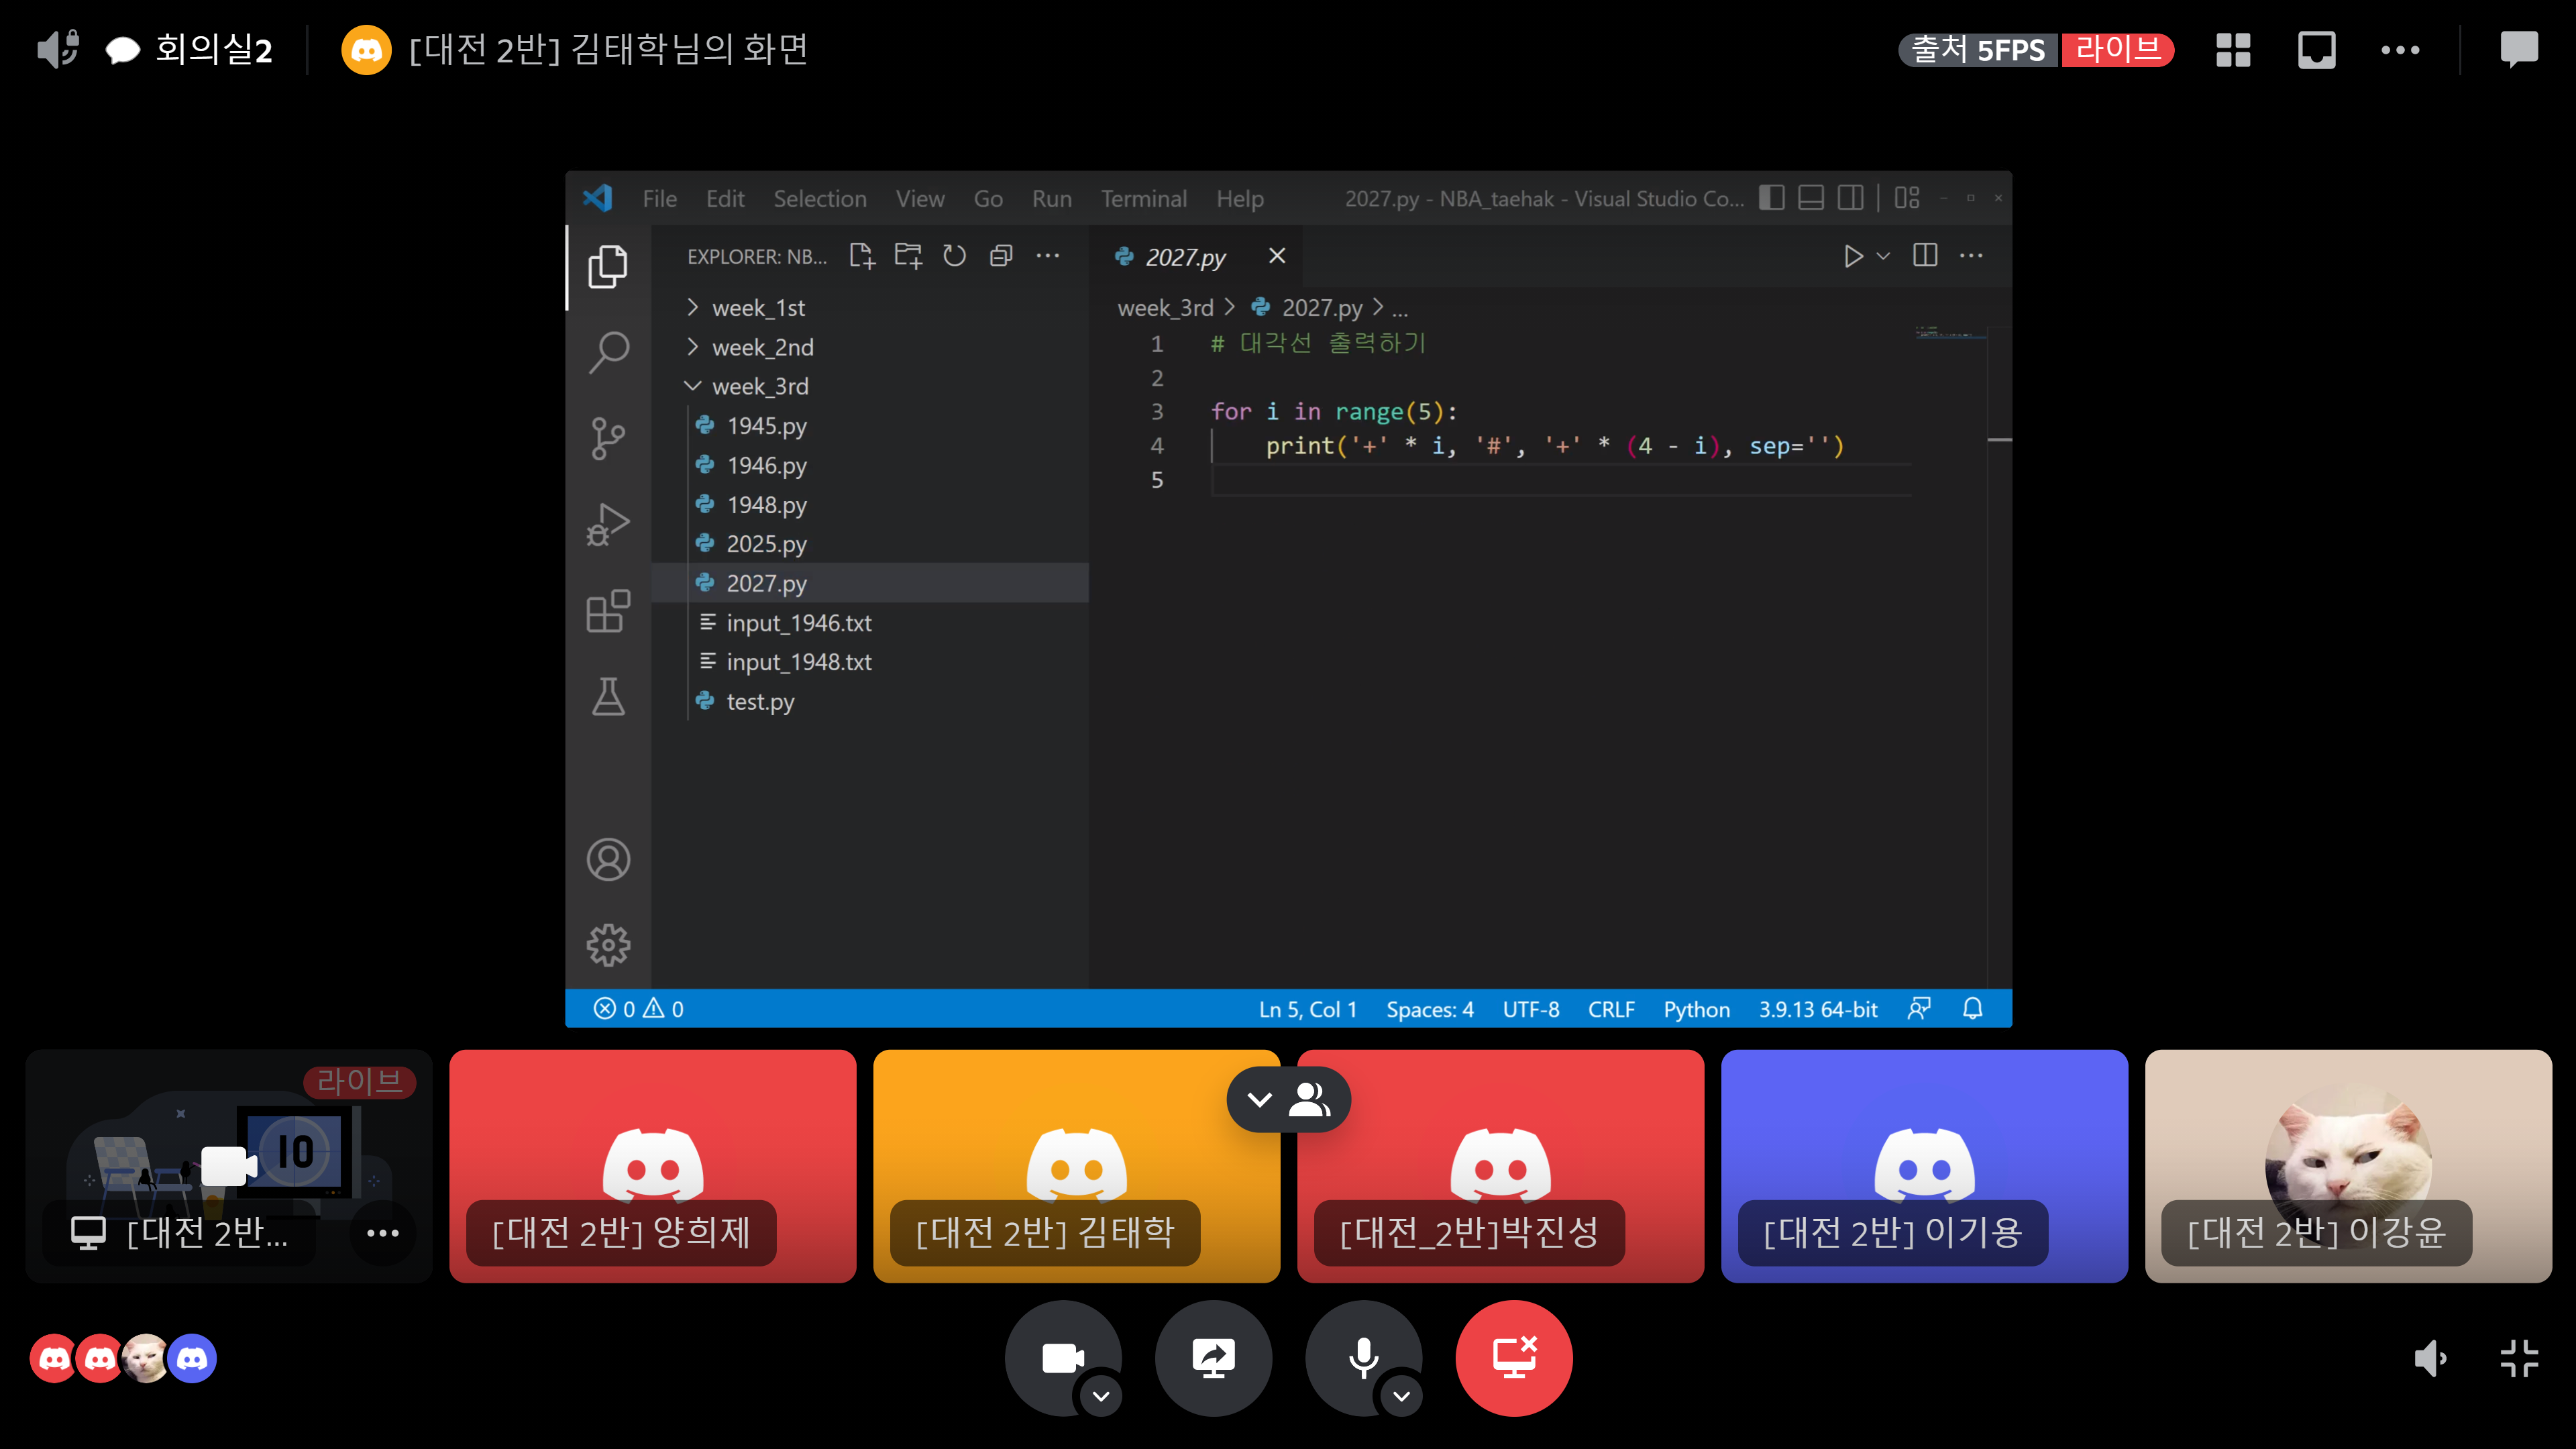 회의실2
[대전 2반] 김태학님의 화면
출처 5FPS 라이브
File Edit Selection View Go Run Terminal Help
2027.py - NBA_taehak - Visual Studio Co...
EXPLORER: NB...
week_1st
week_2nd
week_3rd
1945.py
1946.py
1948.py
2025.py
2027.py
input_1946.txt
input_1948.txt
test.py
2027.py
week_3rd > 2027.py > ...
1 # 대각선 출력하기
2
3 for i in range(5):
4 print('+' * i, '#', '+' * (4 - i), sep='')
5
0 0
Ln 5, Col 1 Spaces: 4 UTF-8 CRLF Python 3.9.13 64-bit
라이브
10
[대전 2반...
[대전 2반] 양희제
[대전 2반] 김태학
[대전_2반]박진성
[대전 2반] 이기용
[대전 2반] 이강윤